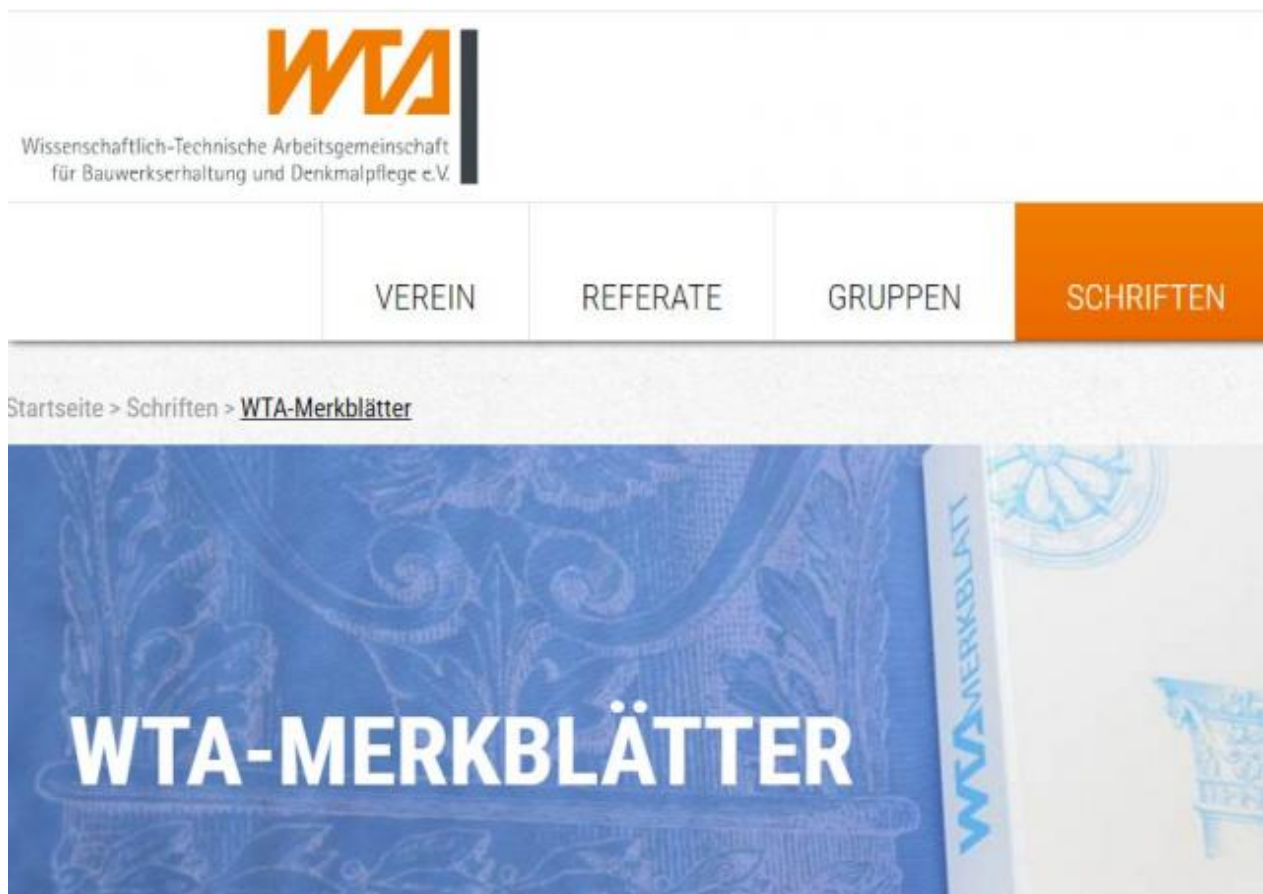 WTA
Wissenschaftlich-Technische Arbeitsgemeinschaft
für Bauwerkserhaltung und Denkmalpflege e.V.
VEREIN REFERATE GRUPPEN SCHRIFTEN
Startseite > Schriften > WTA-Merkblätter
WTA-MERKBLÄTTER
WTA MERKBLATT